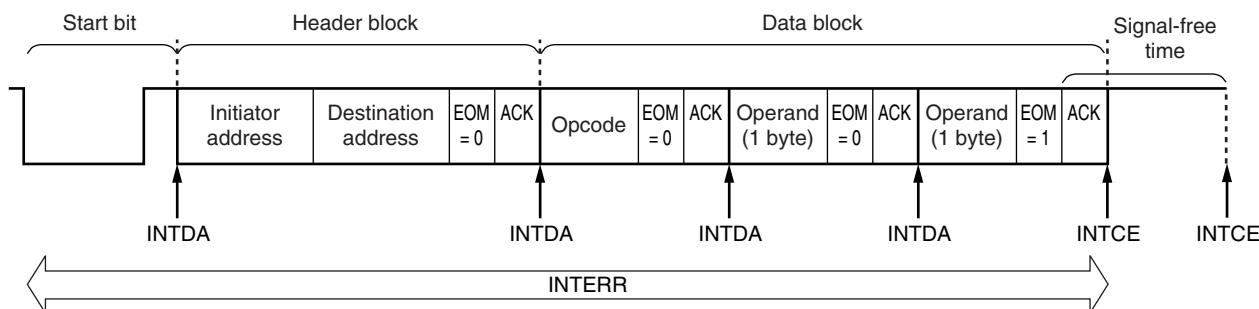 Start bit
Header block
Data block
Signal-free
time
Initiator
address
Destination
address
EOM
= 0
ACK
Opcode
EOM
= 0
ACK
Operand
(1 byte)
EOM
= 0
ACK
Operand
(1 byte)
EOM
= 1
ACK
INTDA
INTDA
INTDA
INTDA
INTCE
INTCE
INTERR